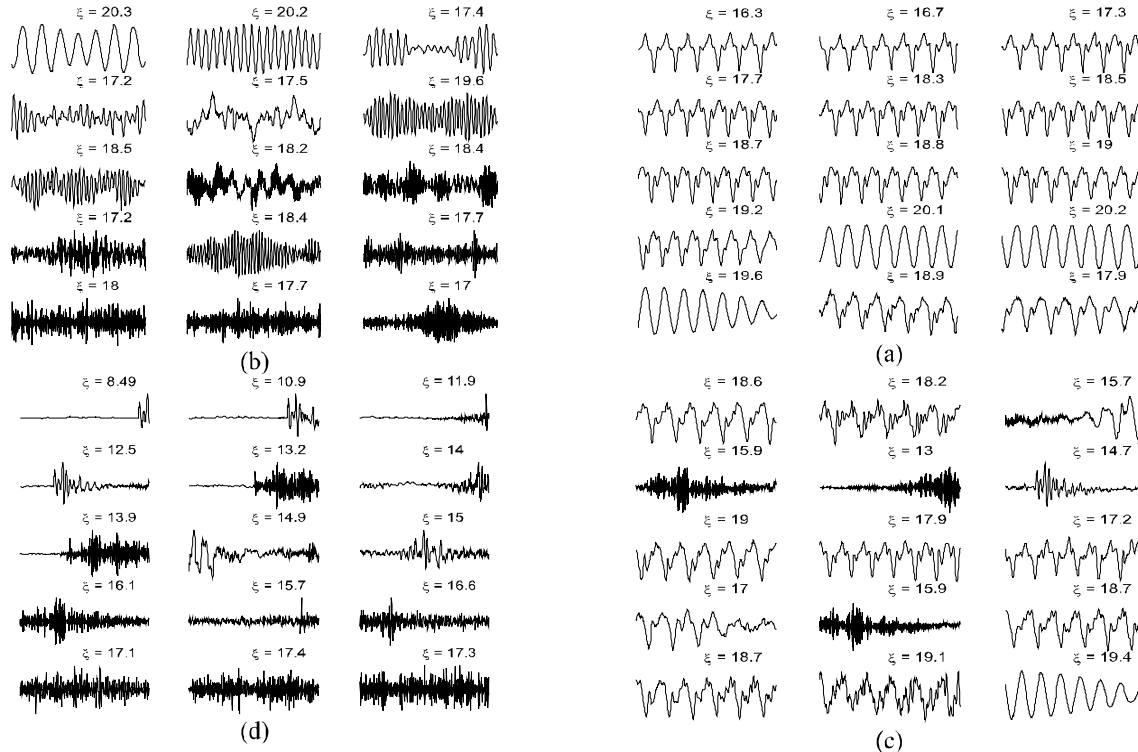 ξ = 20.3 ξ = 20.2 ξ = 17.4
ξ = 17.2 ξ = 17.5 ξ = 19.6
ξ = 18.5 ξ = 18.2 ξ = 18.4
ξ = 17.2 ξ = 18.4 ξ = 17.7
ξ = 18 ξ = 17.7 ξ = 17
(b)
ξ = 16.3 ξ = 16.7 ξ = 17.3
ξ = 17.7 ξ = 18.3 ξ = 18.5
ξ = 18.7 ξ = 18.8 ξ = 19
ξ = 19.2 ξ = 20.1 ξ = 20.2
ξ = 19.6 ξ = 18.9 ξ = 17.9
(a)
ξ = 8.49 ξ = 10.9 ξ = 11.9
ξ = 12.5 ξ = 13.2 ξ = 14
ξ = 13.9 ξ = 14.9 ξ = 15
ξ = 16.1 ξ = 15.7 ξ = 16.6
ξ = 17.1 ξ = 17.4 ξ = 17.3
(d)
ξ = 18.6 ξ = 18.2 ξ = 15.7
ξ = 15.9 ξ = 13 ξ = 14.7
ξ = 19 ξ = 17.9 ξ = 17.2
ξ = 17 ξ = 15.9 ξ = 18.7
ξ = 18.7 ξ = 19.1 ξ = 19.4
(c)